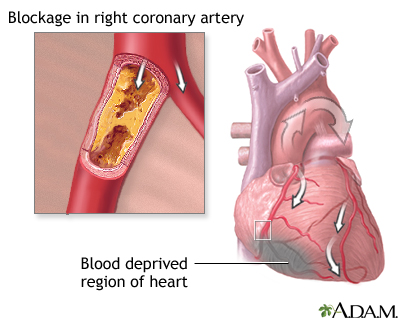 Blockage in right coronary artery
Blood deprived
region of heart
A.D.A.M.